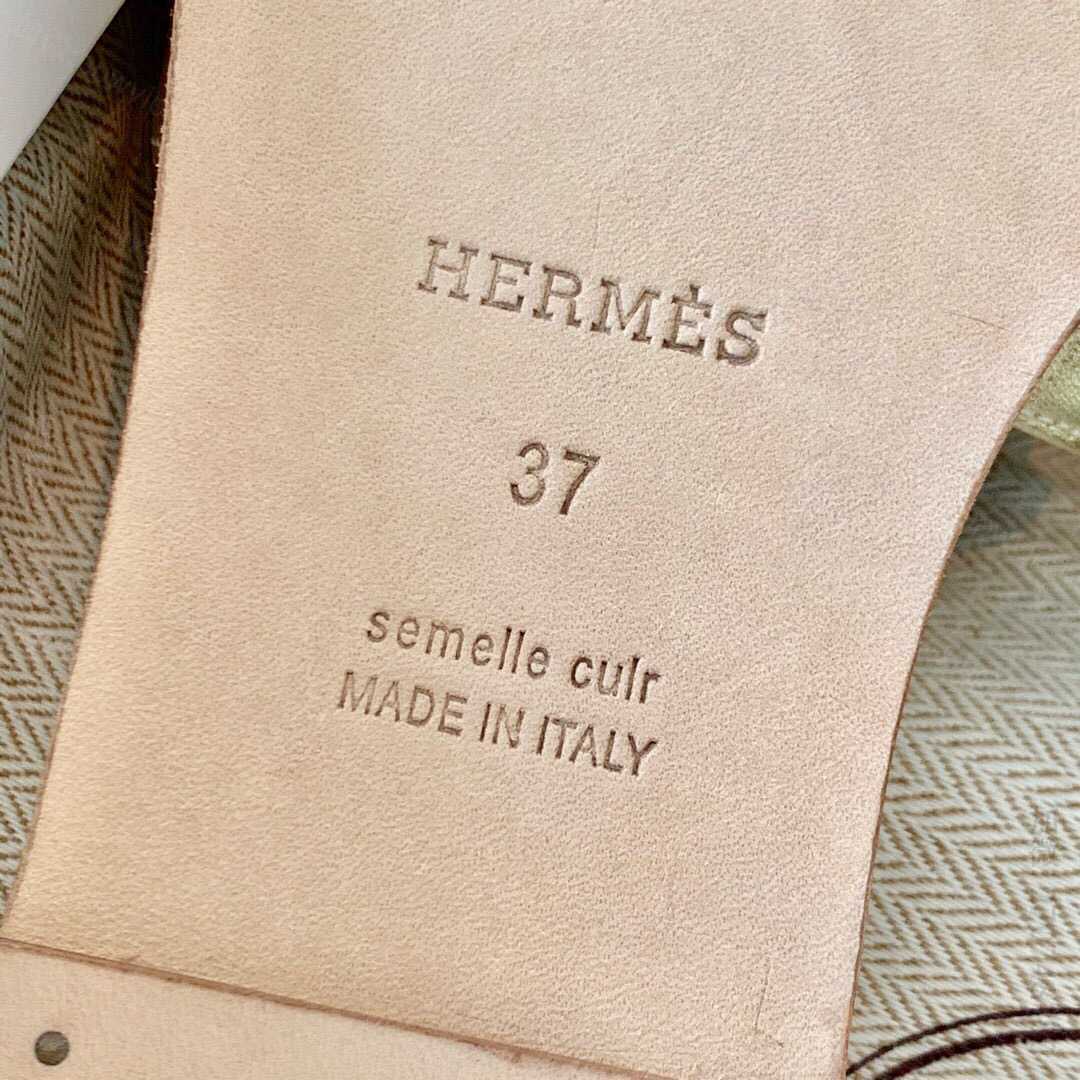 HERMÈS
37
semelle cuir
MADE IN ITALY